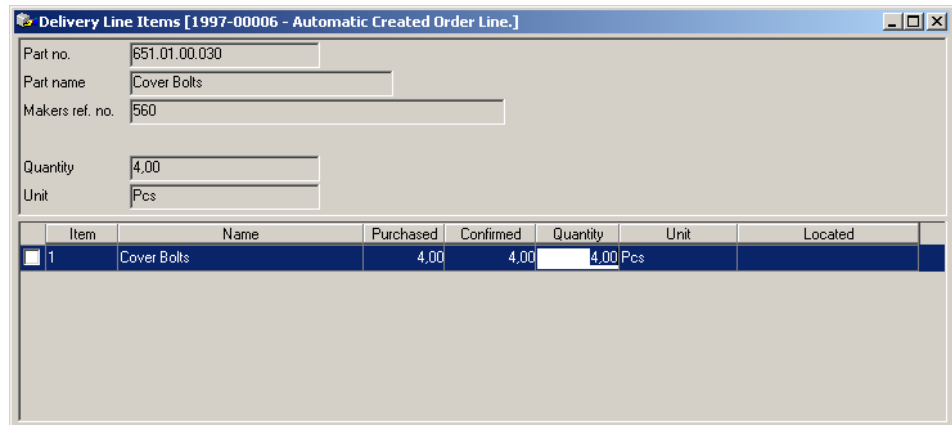 Delivery Line Items [1997-00006 - Automatic Created Order Line.]
Part no. 651.01.00.030
Part name Cover Bolts
Makers ref. no. 560
Quantity 4,00
Unit Pcs
Item Name Purchased Confirmed Quantity Unit Located
1 Cover Bolts 4,00 4,00 4,00 Pcs